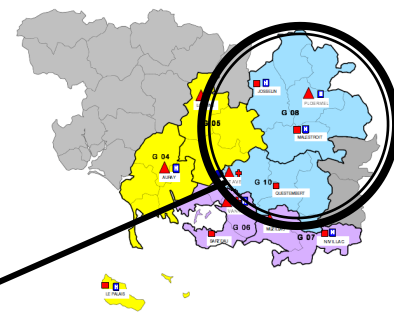 JOSSELIN
PLOERMEL
G 08
G 05
MALESTROIT
G 04
AURAY
G 10
QUESTEMBERT
G 06
SARZEAU
G 07
NIVILLAC
LE PALAIS